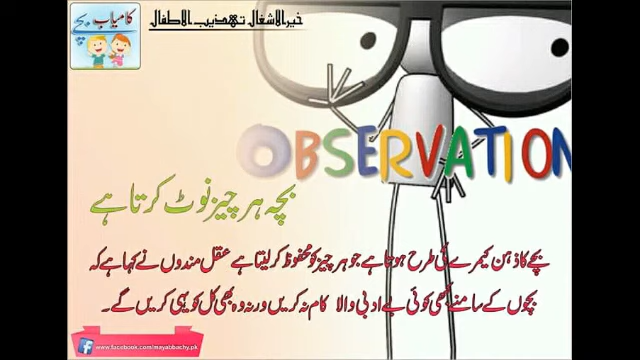 کامیاب بچے
خیر الاشغال تہذیب الاطفال
OBSERVATION
بچہ ہر چیز نوٹ کرتا ہے
بچے کا ذہن کیمرے کی طرح ہوتا ہے جو ہر چیز کو محفوظ کر لیتا ہے عقل مندوں نے کہا ہے کہ
بچوں کے سامنے کبھی کوئی بے ادبی والا کام نہ کریں ورنہ وہ بھی کل کو یہی کریں گے۔
www.facebook.com/mayabbachy.pk